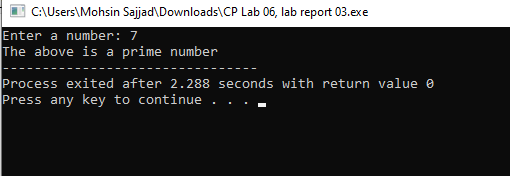 C:\Users\Mohsin Sajjad\Downloads\CP Lab 06, lab report 03.exe
Enter a number: 7
The above is a prime number
--------------------------------
Process exited after 2.288 seconds with return value 0
Press any key to continue . . .